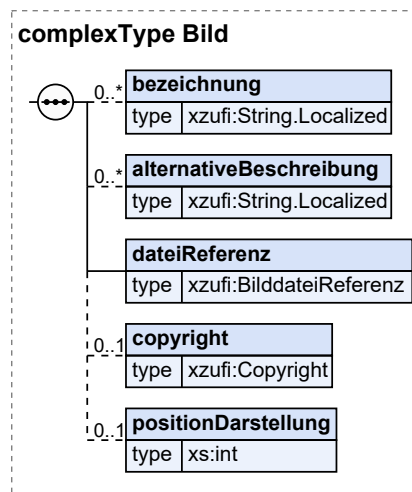 complexType Bild
0..* bezeichnung
type xzufi:String.Localized
0..* alternativeBeschreibung
type xzufi:String.Localized
dateiReferenz
type xzufi:BilddateiReferenz
0..1 copyright
type xzufi:Copyright
0..1 positionDarstellung
type xs:int